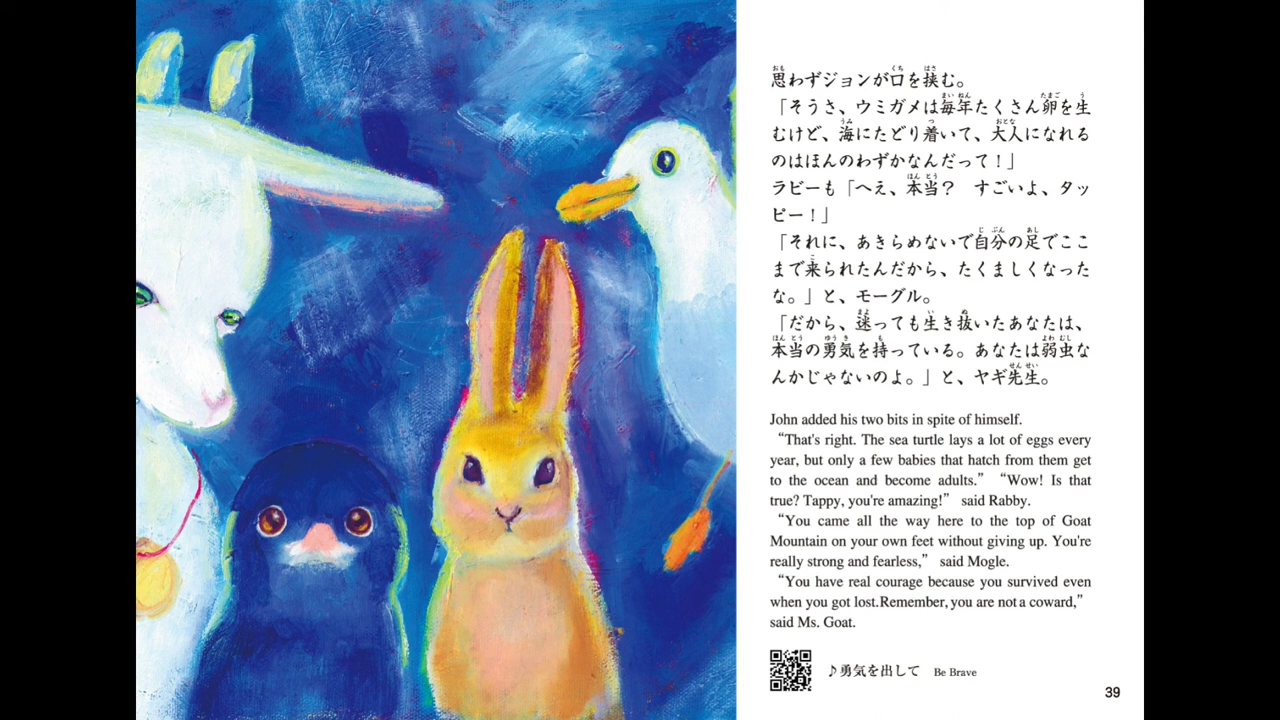 思わずジョンが口を挟む。
「そうさ、ウミガメは毎年たくさん卵を生
むけど、海にたどり着いて、大人になれる
のはほんのわずかなんだって！」
ラビーも「へえ、本当？　すごいよ、タッ
ピー！」
「それに、あきらめないで自分の足でここ
まで来られたんだから、たくましくなった
な。」と、モーグル。
「だから、迷っても生き抜いたあなたは、
本当の勇気を持っている。あなたは弱虫な
んかじゃないのよ。」と、ヤギ先生。
John added his two bits in spite of himself.
“That's right. The sea turtle lays a lot of eggs every
year, but only a few babies that hatch from them get
to the ocean and become adults.” “Wow! Is that
true? Tappy, you're amazing!” said Rabby.
“You came all the way here to the top of Goat
Mountain on your own feet without giving up. You're
really strong and fearless,” said Mogle.
“You have real courage because you survived even
when you got lost.Remember, you are not a coward,”
said Ms. Goat.
♪勇気を出して Be Brave
39